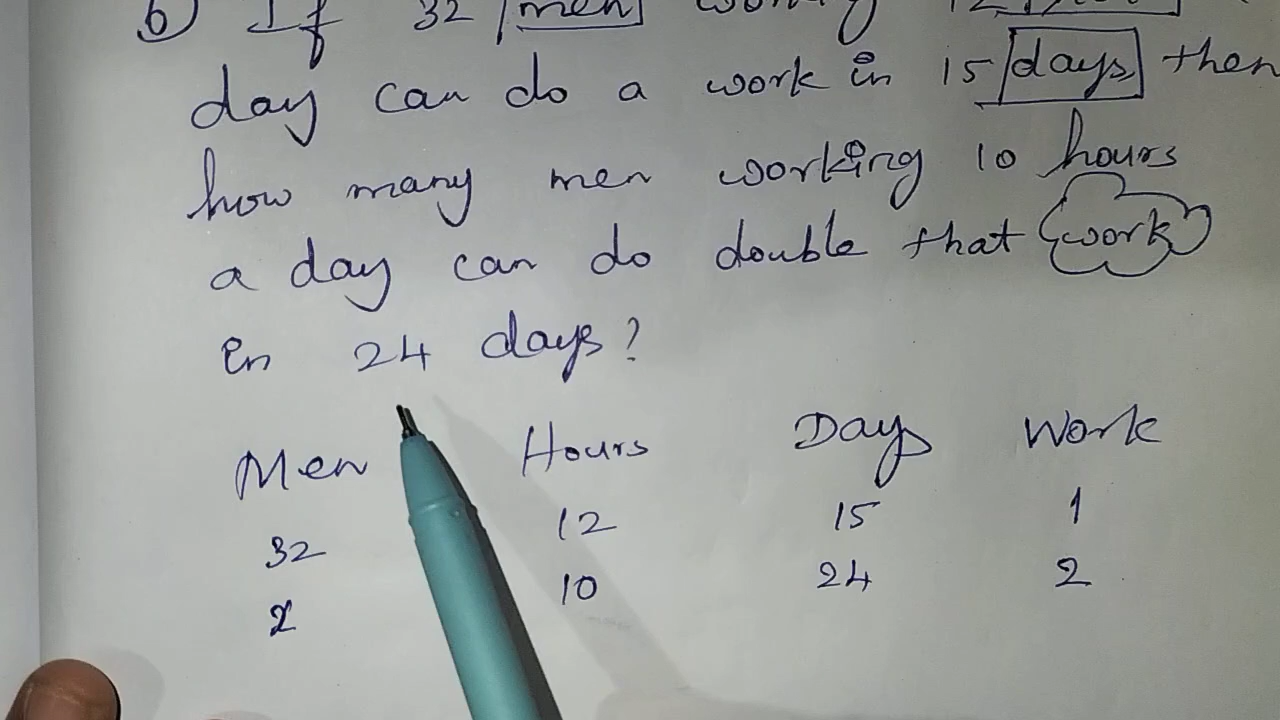 6) If 32 men working 12
day can do a work in 15 days then
how many men working 10 hours
a day can do double that work
in 24 days?
Men Hours Days Work
32 12 15 1
x 10 24 2